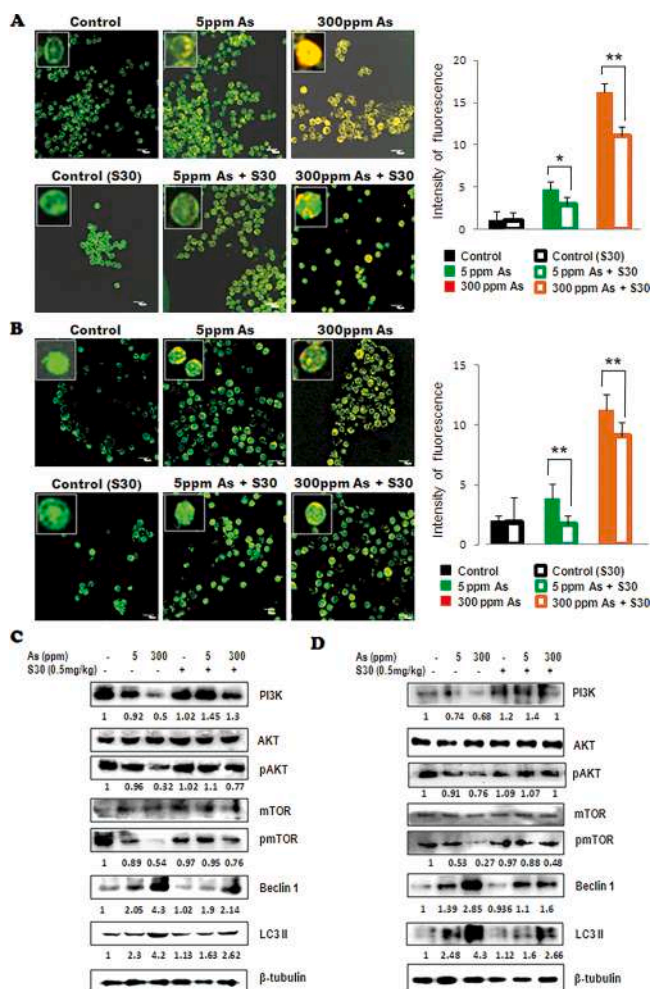 A
Control
5ppm As
300ppm As
Control (S30)
5ppm As + S30
300ppm As + S30
Intensity of fluorescence
20
15
10
5
0
*
**
Control
Control (S30)
5 ppm As
5 ppm As + S30
300 ppm As
300 ppm As + S30
B
Control
5ppm As
300ppm As
Control (S30)
5ppm As + S30
300ppm As + S30
Intensity of fluorescence
15
10
5
0
**
**
Control
Control (S30)
5 ppm As
5 ppm As + S30
300 ppm As
300 ppm As + S30
C
As (ppm) - 5 300 - 5 300
S30 (0.5mg/kg) - - - + + +
PI3K
1 0.92 0.5 1.02 1.45 1.3
AKT
pAKT
1 0.96 0.32 1.02 1.1 0.77
mTOR
pmTOR
1 0.89 0.54 0.97 0.95 0.76
Beclin 1
1 2.05 4.3 1.02 1.9 2.14
LC3 II
1 2.3 4.2 1.13 1.63 2.62
β-tubulin
D
As (ppm) - 5 300 - 5 300
S30 (0.5mg/kg) - - - + + +
PI3K
1 0.74 0.68 1.2 1.4 1
AKT
pAKT
1 0.91 0.76 1.09 1.07 1
mTOR
pmTOR
1 0.53 0.27 0.97 0.88 0.48
Beclin 1
1 1.39 2.85 0.936 1.1 1.6
LC3 II
1 2.48 4.3 1.12 1.6 2.66
β-tubulin